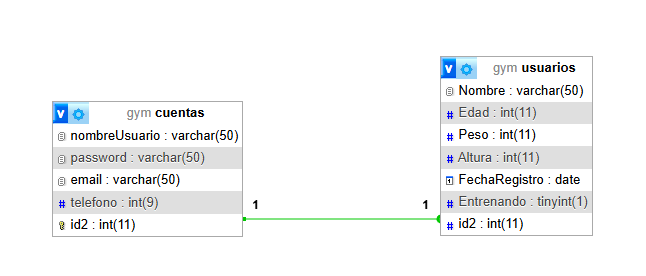 gym cuentas
nombreUsuario : varchar(50)
password : varchar(50)
email : varchar(50)
telefono : int(9)
id2 : int(11)
1
1
gym usuarios
Nombre : varchar(50)
Edad : int(11)
Peso : int(11)
Altura : int(11)
FechaRegistro : date
Entrenando : tinyint(1)
id2 : int(11)